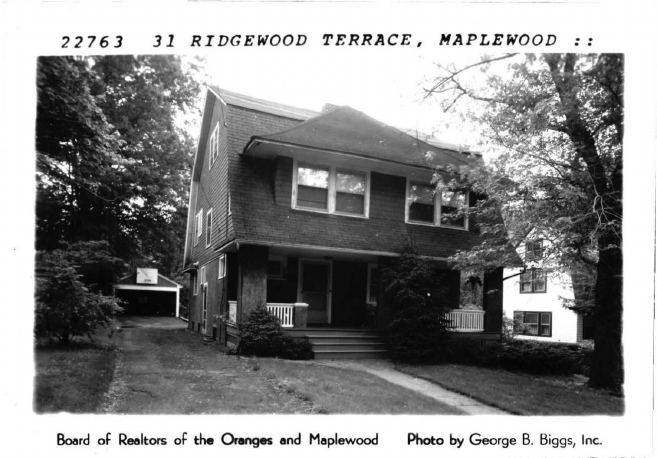 22763 31 RIDGEWOOD TERRACE, MAPLEWOOD ::
Board of Realtors of the Oranges and Maplewood Photo by George B. Biggs, Inc.